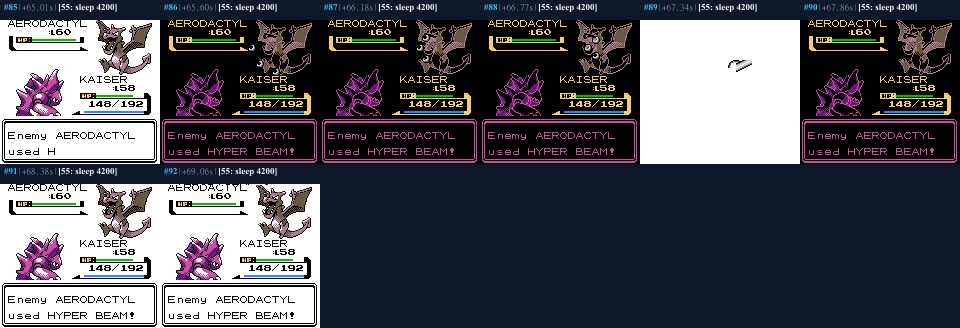 #85|+65.01s| [55: sleep 4200]
AERODACTYL
:L60
HP:
KAISER
:L58
HP:
148/192
Enemy AERODACTYL
used H
#86|+65.60s| [55: sleep 4200]
AERODACTYL
:L60
HP:
KAISER
:L58
HP:
148/192
Enemy AERODACTYL
used HYPER BEAM!
#87|+66.18s| [55: sleep 4200]
AERODACTYL
:L60
HP:
KAISER
:L58
HP:
148/192
Enemy AERODACTYL
used HYPER BEAM!
#88|+66.77s| [55: sleep 4200]
AERODACTYL
:L60
HP:
KAISER
:L58
HP:
148/192
Enemy AERODACTYL
used HYPER BEAM!
#89|+67.34s| [55: sleep 4200]
#90|+67.86s| [55: sleep 4200]
AERODACTYL
:L60
HP:
KAISER
:L58
HP:
148/192
Enemy AERODACTYL
used HYPER BEAM!
#91|+68.38s| [55: sleep 4200]
AERODACTYL
:L60
HP:
KAISER
:L58
HP:
148/192
Enemy AERODACTYL
used HYPER BEAM!
#92|+69.06s| [55: sleep 4200]
AERODACTYL
:L60
HP:
KAISER
:L58
HP:
148/192
Enemy AERODACTYL
used HYPER BEAM!